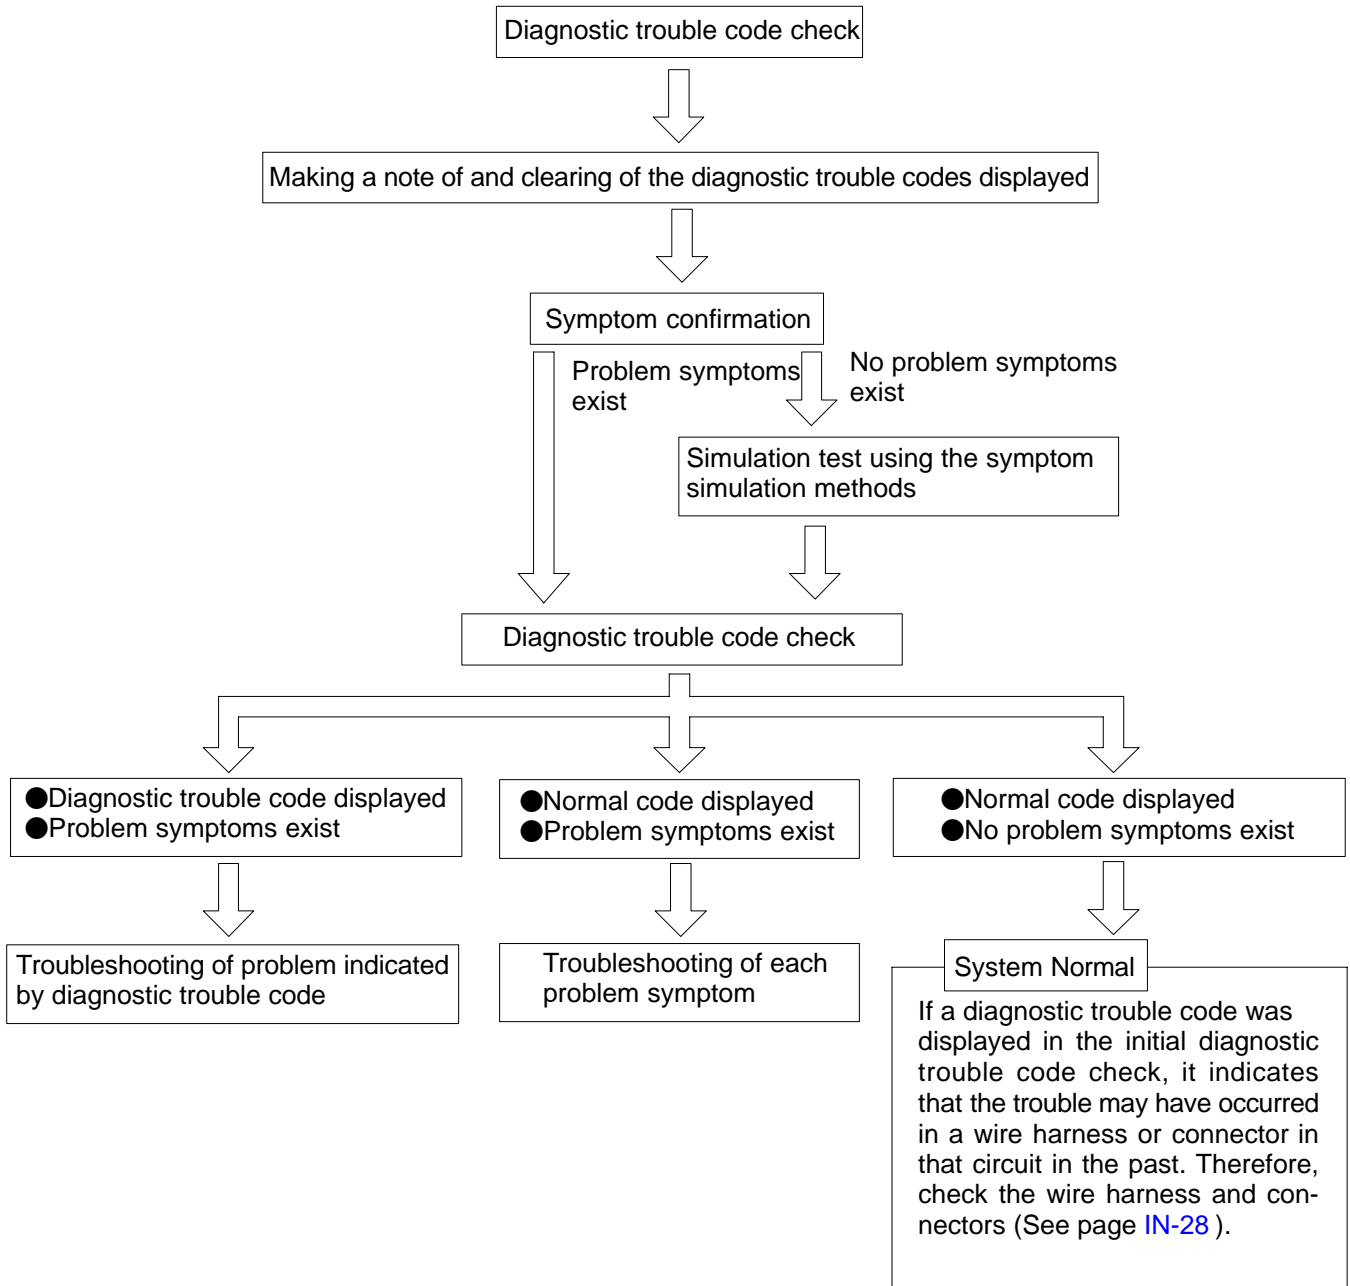 Diagnostic trouble code check
Making a note of and clearing of the diagnostic trouble codes displayed
Symptom confirmation
Problem symptoms
exist
No problem symptoms
exist
Simulation test using the symptom
simulation methods
Diagnostic trouble code check
●Diagnostic trouble code displayed
●Problem symptoms exist
●Normal code displayed
●Problem symptoms exist
●Normal code displayed
●No problem symptoms exist
Troubleshooting of problem indicated
by diagnostic trouble code
Troubleshooting of each
problem symptom
System Normal
If a diagnostic trouble code was
displayed in the initial diagnostic
trouble code check, it indicates
that the trouble may have occurred
in a wire harness or connector in
that circuit in the past. Therefore,
check the wire harness and con-
nectors (See page IN-28 ).